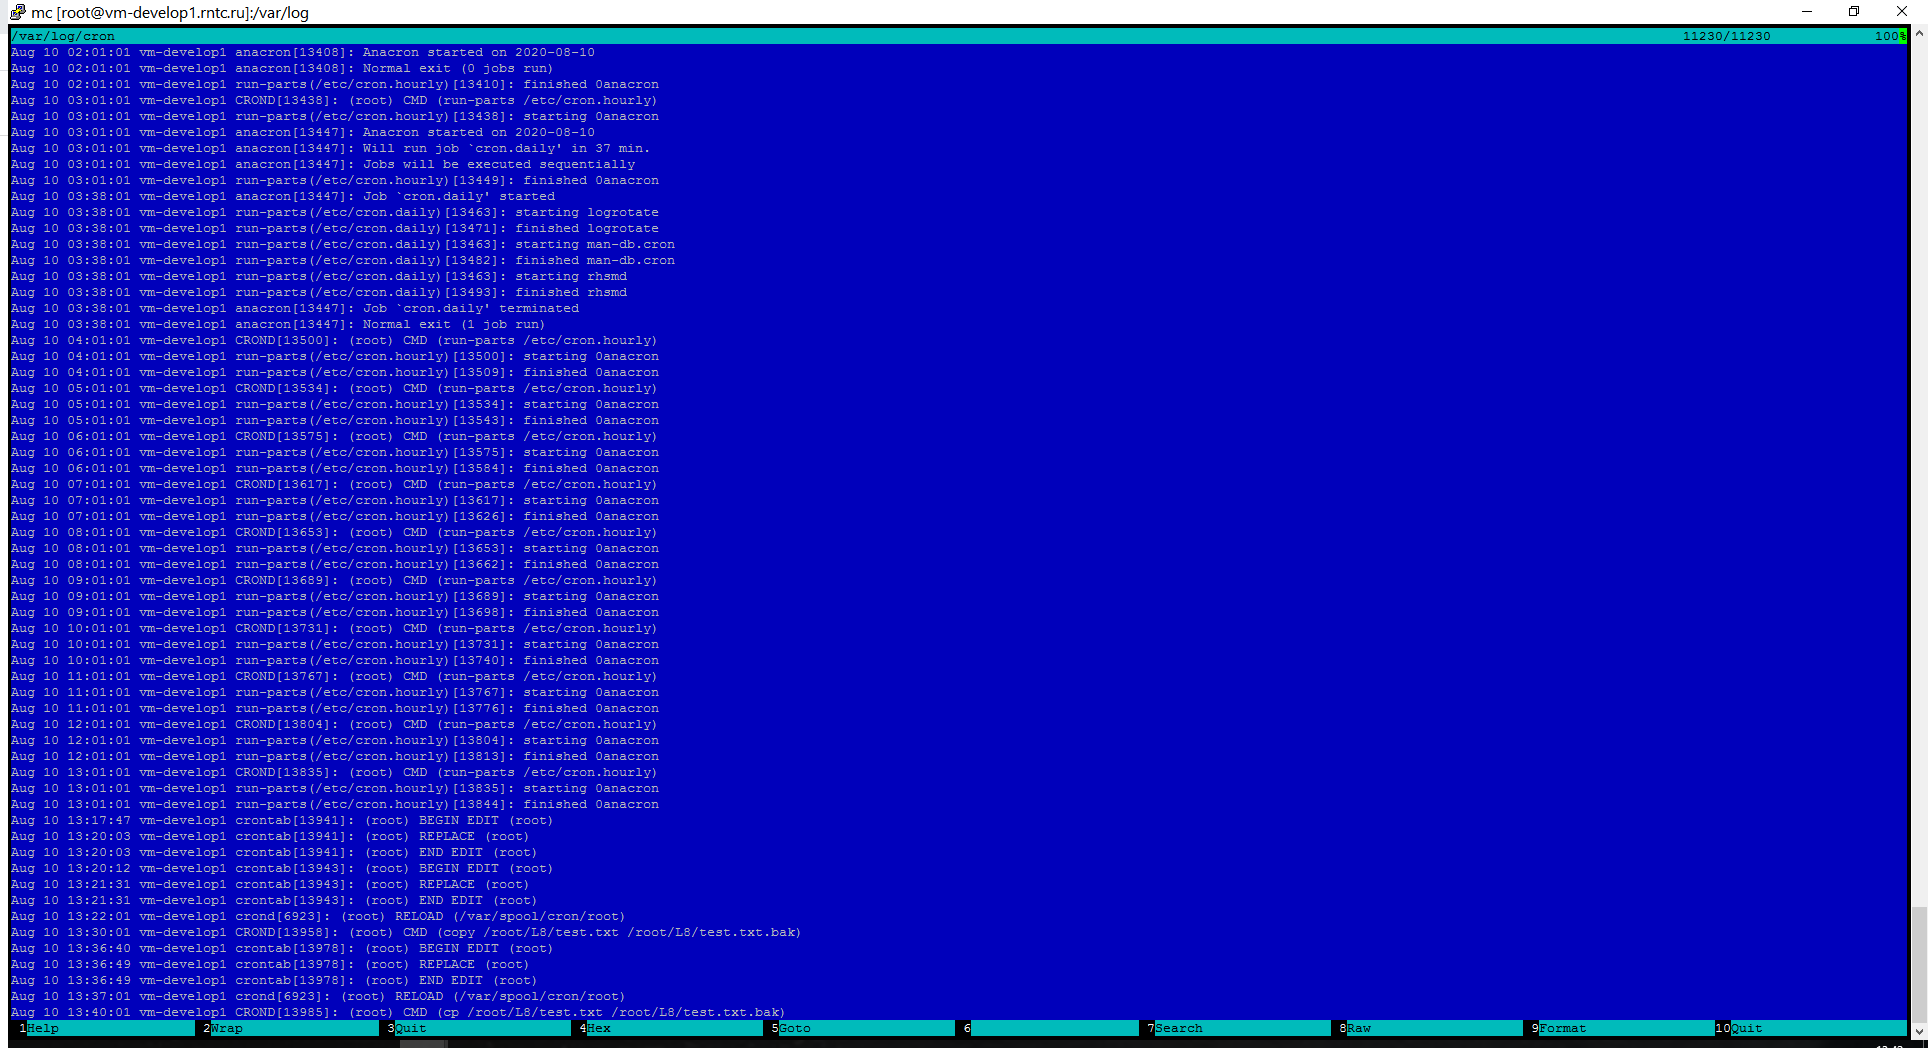 mc [root@vm-develop1.rntc.ru]:/var/log
/var/log/cron 11230/11230 100%
Aug 10 02:01:01 vm-develop1 anacron[13408]: Anacron started on 2020-08-10
Aug 10 02:01:01 vm-develop1 anacron[13408]: Normal exit (0 jobs run)
Aug 10 02:01:01 vm-develop1 run-parts(/etc/cron.hourly)[13410]: finished 0anacron
Aug 10 03:01:01 vm-develop1 CROND[13438]: (root) CMD (run-parts /etc/cron.hourly)
Aug 10 03:01:01 vm-develop1 run-parts(/etc/cron.hourly)[13438]: starting 0anacron
Aug 10 03:01:01 vm-develop1 anacron[13447]: Anacron started on 2020-08-10
Aug 10 03:01:01 vm-develop1 anacron[13447]: Will run job `cron.daily' in 37 min.
Aug 10 03:01:01 vm-develop1 anacron[13447]: Jobs will be executed sequentially
Aug 10 03:01:01 vm-develop1 run-parts(/etc/cron.hourly)[13449]: finished 0anacron
Aug 10 03:38:01 vm-develop1 anacron[13447]: Job `cron.daily' started
Aug 10 03:38:01 vm-develop1 run-parts(/etc/cron.daily)[13463]: starting logrotate
Aug 10 03:38:01 vm-develop1 run-parts(/etc/cron.daily)[13471]: finished logrotate
Aug 10 03:38:01 vm-develop1 run-parts(/etc/cron.daily)[13463]: starting man-db.cron
Aug 10 03:38:01 vm-develop1 run-parts(/etc/cron.daily)[13482]: finished man-db.cron
Aug 10 03:38:01 vm-develop1 run-parts(/etc/cron.daily)[13463]: starting rhsmd
Aug 10 03:38:01 vm-develop1 run-parts(/etc/cron.daily)[13493]: finished rhsmd
Aug 10 03:38:01 vm-develop1 anacron[13447]: Job `cron.daily' terminated
Aug 10 03:38:01 vm-develop1 anacron[13447]: Normal exit (1 job run)
Aug 10 04:01:01 vm-develop1 CROND[13500]: (root) CMD (run-parts /etc/cron.hourly)
Aug 10 04:01:01 vm-develop1 run-parts(/etc/cron.hourly)[13500]: starting 0anacron
Aug 10 04:01:01 vm-develop1 run-parts(/etc/cron.hourly)[13509]: finished 0anacron
Aug 10 05:01:01 vm-develop1 CROND[13534]: (root) CMD (run-parts /etc/cron.hourly)
Aug 10 05:01:01 vm-develop1 run-parts(/etc/cron.hourly)[13534]: starting 0anacron
Aug 10 05:01:01 vm-develop1 run-parts(/etc/cron.hourly)[13543]: finished 0anacron
Aug 10 06:01:01 vm-develop1 CROND[13575]: (root) CMD (run-parts /etc/cron.hourly)
Aug 10 06:01:01 vm-develop1 run-parts(/etc/cron.hourly)[13575]: starting 0anacron
Aug 10 06:01:01 vm-develop1 run-parts(/etc/cron.hourly)[13584]: finished 0anacron
Aug 10 07:01:01 vm-develop1 CROND[13617]: (root) CMD (run-parts /etc/cron.hourly)
Aug 10 07:01:01 vm-develop1 run-parts(/etc/cron.hourly)[13617]: starting 0anacron
Aug 10 07:01:01 vm-develop1 run-parts(/etc/cron.hourly)[13626]: finished 0anacron
Aug 10 08:01:01 vm-develop1 CROND[13653]: (root) CMD (run-parts /etc/cron.hourly)
Aug 10 08:01:01 vm-develop1 run-parts(/etc/cron.hourly)[13653]: starting 0anacron
Aug 10 08:01:01 vm-develop1 run-parts(/etc/cron.hourly)[13662]: finished 0anacron
Aug 10 09:01:01 vm-develop1 CROND[13689]: (root) CMD (run-parts /etc/cron.hourly)
Aug 10 09:01:01 vm-develop1 run-parts(/etc/cron.hourly)[13689]: starting 0anacron
Aug 10 09:01:01 vm-develop1 run-parts(/etc/cron.hourly)[13698]: finished 0anacron
Aug 10 10:01:01 vm-develop1 CROND[13731]: (root) CMD (run-parts /etc/cron.hourly)
Aug 10 10:01:01 vm-develop1 run-parts(/etc/cron.hourly)[13731]: starting 0anacron
Aug 10 10:01:01 vm-develop1 run-parts(/etc/cron.hourly)[13740]: finished 0anacron
Aug 10 11:01:01 vm-develop1 CROND[13767]: (root) CMD (run-parts /etc/cron.hourly)
Aug 10 11:01:01 vm-develop1 run-parts(/etc/cron.hourly)[13767]: starting 0anacron
Aug 10 11:01:01 vm-develop1 run-parts(/etc/cron.hourly)[13776]: finished 0anacron
Aug 10 12:01:01 vm-develop1 CROND[13804]: (root) CMD (run-parts /etc/cron.hourly)
Aug 10 12:01:01 vm-develop1 run-parts(/etc/cron.hourly)[13804]: starting 0anacron
Aug 10 12:01:01 vm-develop1 run-parts(/etc/cron.hourly)[13813]: finished 0anacron
Aug 10 13:01:01 vm-develop1 CROND[13835]: (root) CMD (run-parts /etc/cron.hourly)
Aug 10 13:01:01 vm-develop1 run-parts(/etc/cron.hourly)[13835]: starting 0anacron
Aug 10 13:01:01 vm-develop1 run-parts(/etc/cron.hourly)[13844]: finished 0anacron
Aug 10 13:17:47 vm-develop1 crontab[13941]: (root) BEGIN EDIT (root)
Aug 10 13:20:03 vm-develop1 crontab[13941]: (root) REPLACE (root)
Aug 10 13:20:03 vm-develop1 crontab[13941]: (root) END EDIT (root)
Aug 10 13:20:12 vm-develop1 crontab[13943]: (root) BEGIN EDIT (root)
Aug 10 13:21:31 vm-develop1 crontab[13943]: (root) REPLACE (root)
Aug 10 13:21:31 vm-develop1 crontab[13943]: (root) END EDIT (root)
Aug 10 13:22:01 vm-develop1 crond[6923]: (root) RELOAD (/var/spool/cron/root)
Aug 10 13:30:01 vm-develop1 CROND[13958]: (root) CMD (copy /root/L8/test.txt /root/L8/test.txt.bak)
Aug 10 13:36:40 vm-develop1 crontab[13978]: (root) BEGIN EDIT (root)
Aug 10 13:36:49 vm-develop1 crontab[13978]: (root) REPLACE (root)
Aug 10 13:36:49 vm-develop1 crontab[13978]: (root) END EDIT (root)
Aug 10 13:37:01 vm-develop1 crond[6923]: (root) RELOAD (/var/spool/cron/root)
Aug 10 13:40:01 vm-develop1 CROND[13985]: (root) CMD (cp /root/L8/test.txt /root/L8/test.txt.bak)
1Help 2Wrap 3Quit 4Hex 5Goto 6 7Search 8Raw 9Format 10Quit